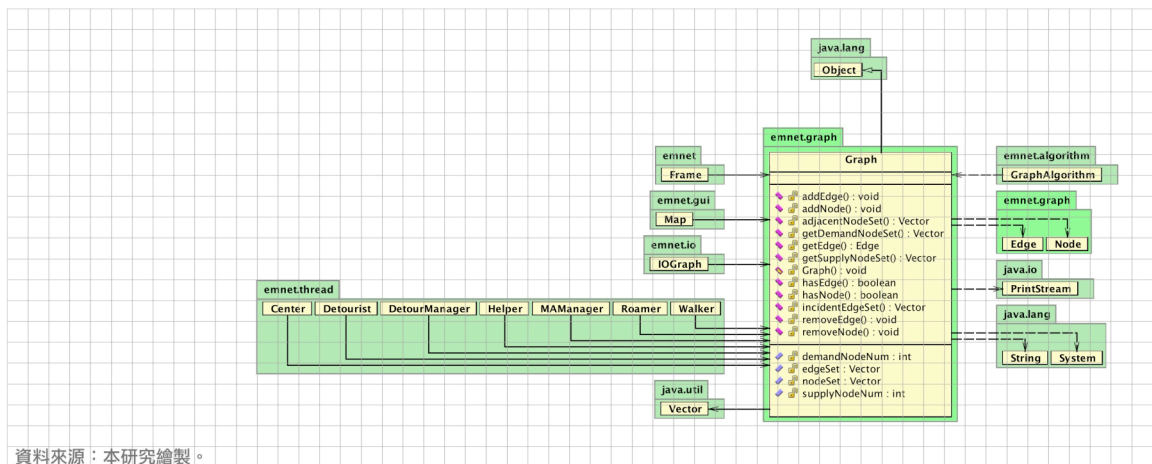 java.lang
Object
emnet.graph
Graph
emnet
Frame
emnet.algorithm
GraphAlgorithm
emnet.gui
Map
emnet.graph
Edge Node
emnet.io
IOGraph
java.io
PrintStream
emnet.thread
Center Detourist DetourManager Helper MAManager Roamer Walker
java.lang
String System
java.util
Vector
addEdge() : void
addNode() : void
adjacentNodeSet() : Vector
getDemandNodeSet() : Vector
getEdge() : Edge
getSupplyNodeSet() : Vector
Graph() : void
hasEdge() : boolean
hasNode() : boolean
incidentEdgeSet() : Vector
removeEdge() : void
removeNode() : void
demandNodeNum : int
edgeSet : Vector
nodeSet : Vector
supplyNodeNum : int
資料來源：本研究繪製。